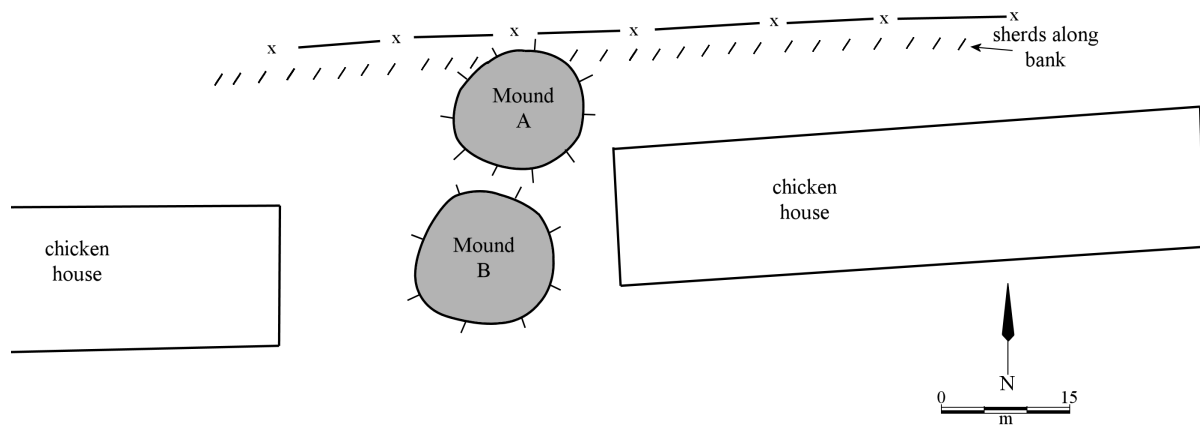 x x x x x x x
sherds along
bank
Mound
A
chicken
house
chicken
house
Mound
B
N
0 15
m